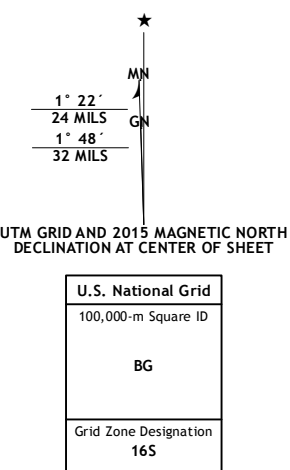 ★
MN
1° 22´
24 MILS
GN
1° 48´
32 MILS
UTM GRID AND 2015 MAGNETIC NORTH
DECLINATION AT CENTER OF SHEET
U.S. National Grid
100,000-m Square ID
BG
Grid Zone Designation
16S